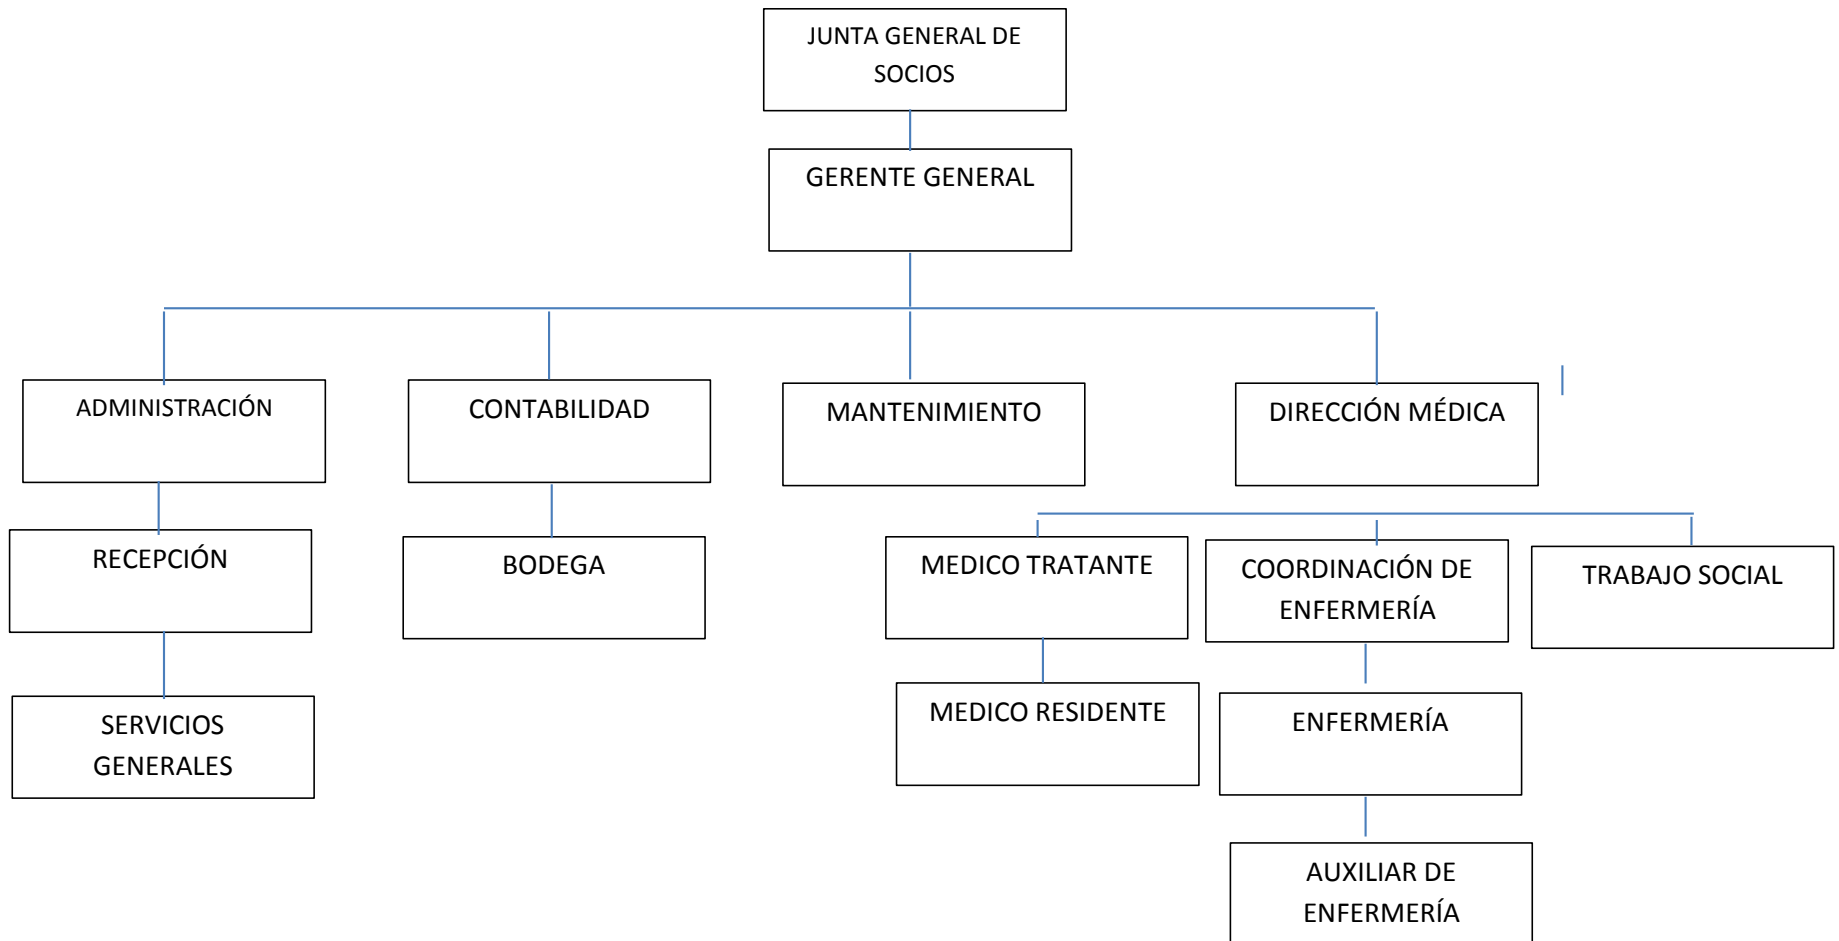 JUNTA GENERAL DE
SOCIOS
GERENTE GENERAL
ADMINISTRACIÓN
CONTABILIDAD
MANTENIMIENTO
DIRECCIÓN MÉDICA
RECEPCIÓN
BODEGA
MEDICO TRATANTE
COORDINACIÓN DE
ENFERMERÍA
TRABAJO SOCIAL
SERVICIOS
GENERALES
MEDICO RESIDENTE
ENFERMERÍA
AUXILIAR DE
ENFERMERÍA